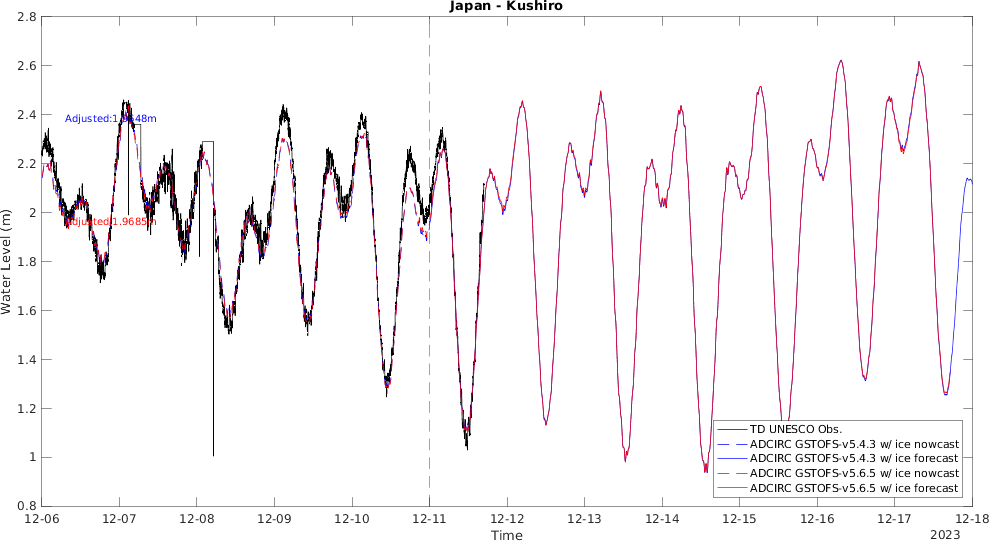 Japan - Kushiro
2.8
2.6
2.4
2.2
2
1.8
1.6
1.4
1.2
1
0.8
Water Level (m)
Adjusted:1.9648m
Adjusted:1.9685m
TD UNESCO Obs.
ADCIRC GSTOFS-v5.4.3 w/ ice nowcast
ADCIRC GSTOFS-v5.4.3 w/ ice forecast
ADCIRC GSTOFS-v5.6.5 w/ ice nowcast
ADCIRC GSTOFS-v5.6.5 w/ ice forecast
12-06 12-07 12-08 12-09 12-10 12-11 12-12 12-13 12-14 12-15 12-16 12-17 12-18
Time
2023